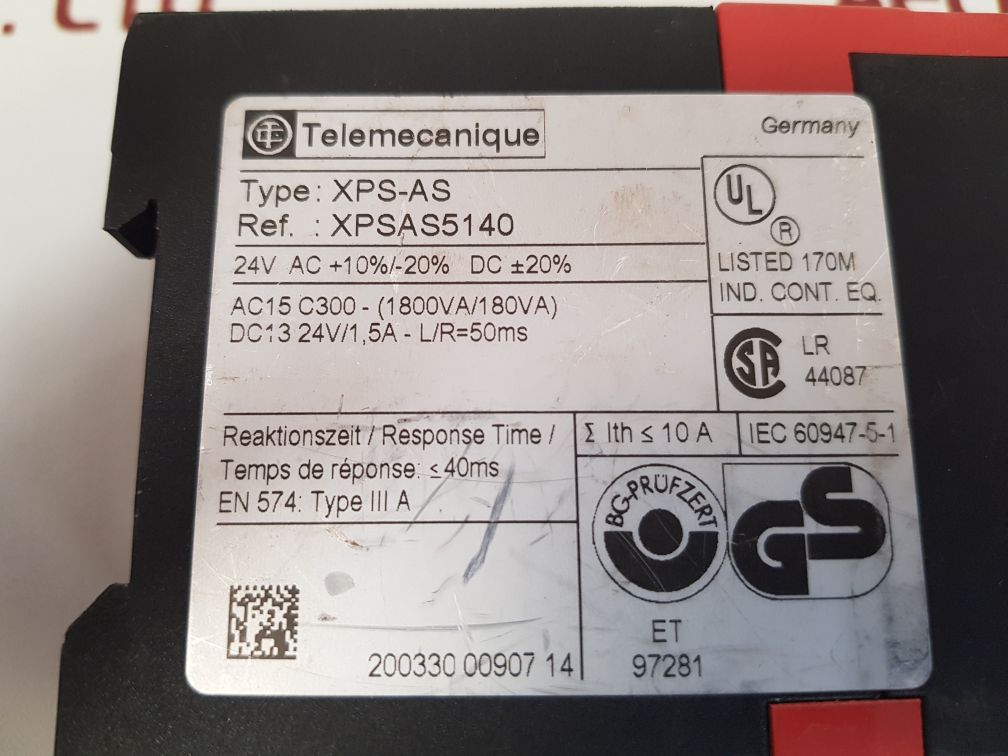 Telemecanique
Germany
Type: XPS-AS
Ref. : XPSAS5140
24V AC +10%/-20% DC ±20%
AC15 C300 - (1800VA/180VA)
DC13 24V/1,5A - L/R=50ms
UL
®
LISTED 170M
IND. CONT. EQ.
SA
LR
44087
Reaktionszeit / Response Time /
Temps de réponse: ≤40ms
EN 574: Type III A
Σ Ith ≤ 10 A
IEC 60947-5-1
BG-PRÜFZERT
GS
ET
97281
200330 00907 14